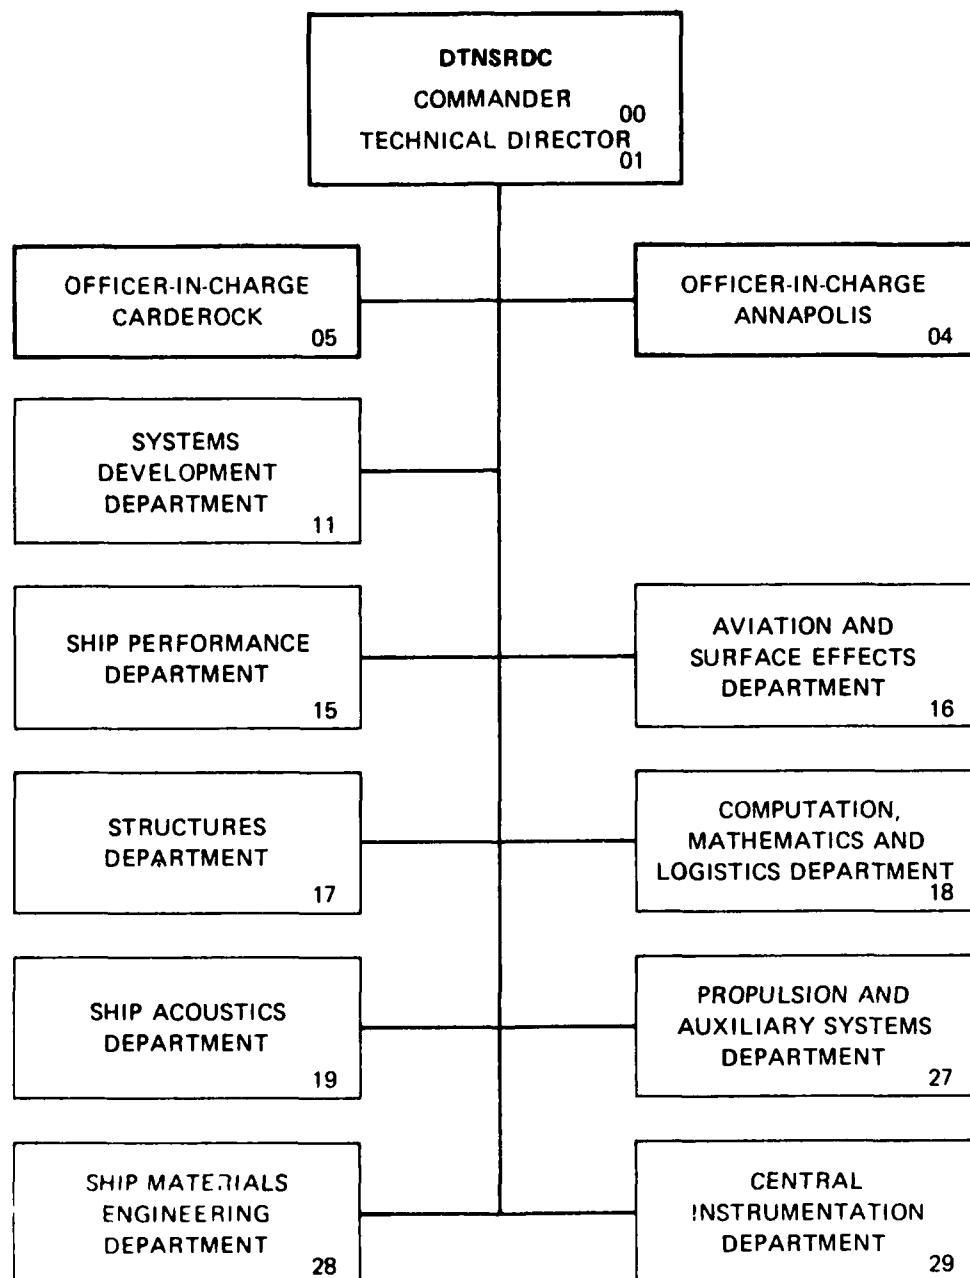 DTNSRDC
COMMANDER
00
TECHNICAL DIRECTOR
01
OFFICER-IN-CHARGE
CARDEROCK
05
OFFICER-IN-CHARGE
ANNAPOLIS
04
SYSTEMS
DEVELOPMENT
DEPARTMENT
11
SHIP PERFORMANCE
DEPARTMENT
15
AVIATION AND
SURFACE EFFECTS
DEPARTMENT
16
STRUCTURES
DEPARTMENT
17
COMPUTATION,
MATHEMATICS AND
LOGISTICS DEPARTMENT
18
SHIP ACOUSTICS
DEPARTMENT
19
PROPULSION AND
AUXILIARY SYSTEMS
DEPARTMENT
27
SHIP MATERIALS
ENGINEERING
DEPARTMENT
28
CENTRAL
INSTRUMENTATION
DEPARTMENT
29